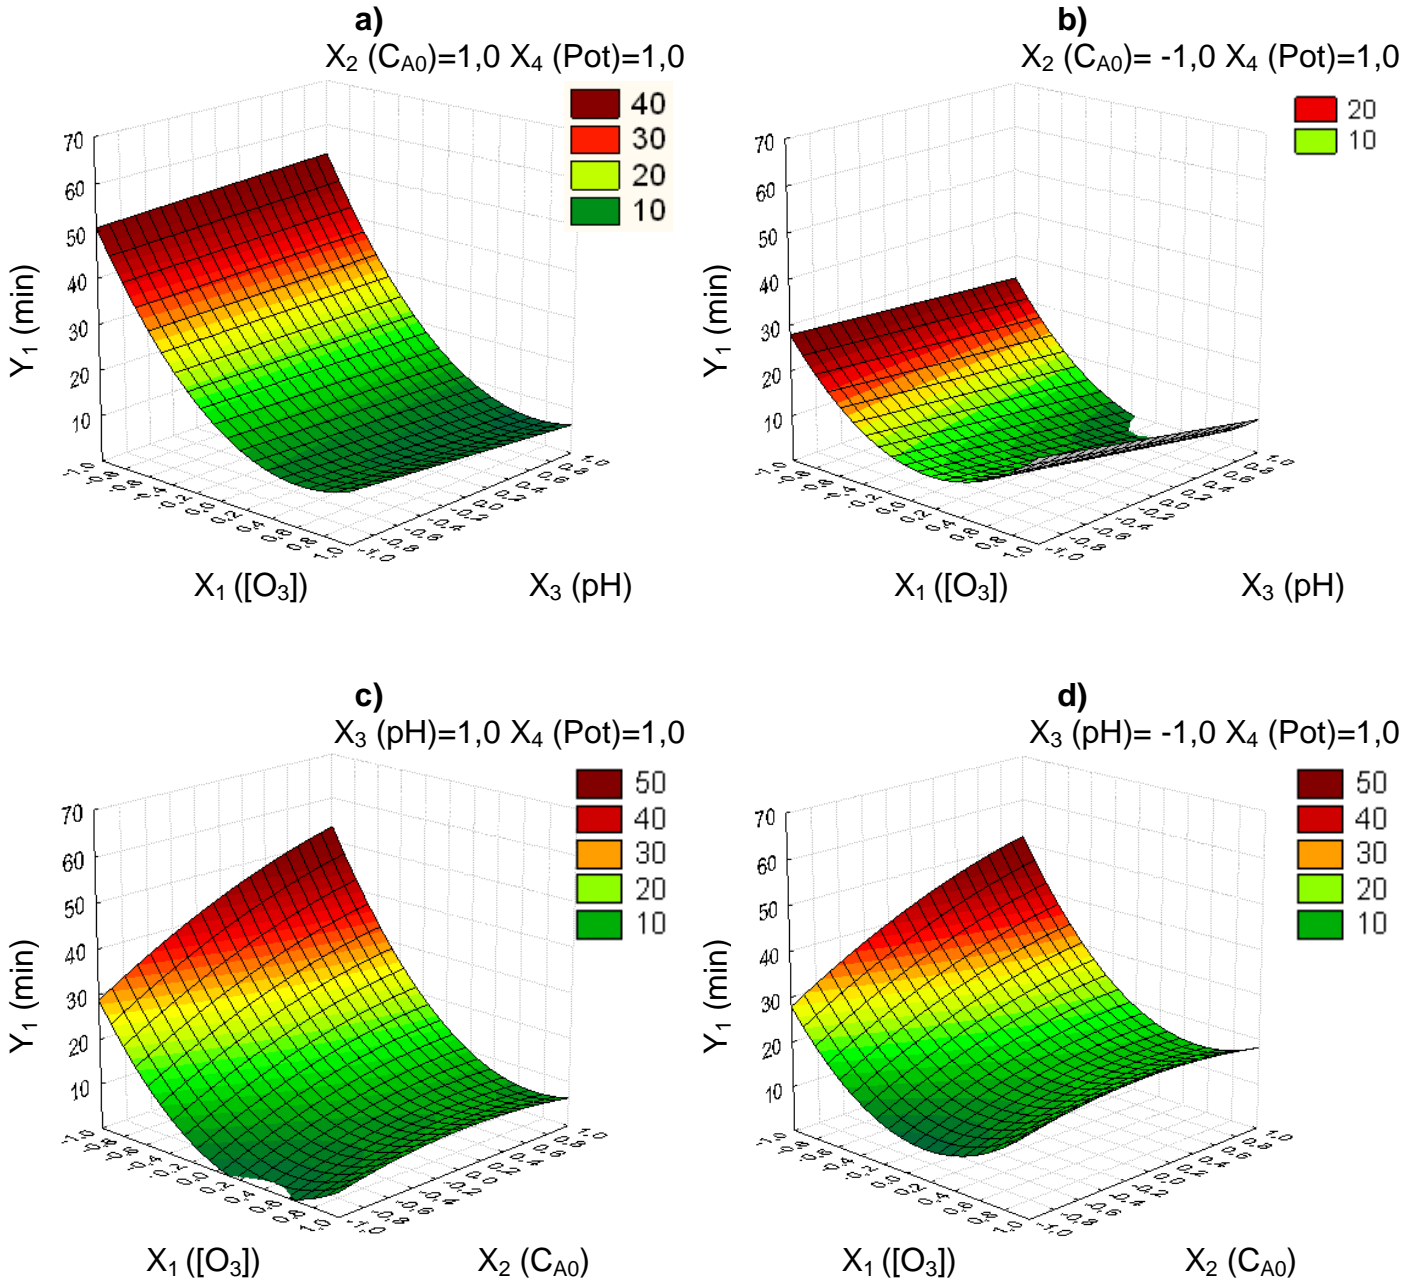 a)
X₂ (C_A0)=1,0 X₄ (Pot)=1,0
40
30
20
10
70
60
50
40
30
20
10
Y₁ (min)
X₁ ([O₃])
X₃ (pH)
b)
X₂ (C_A0)= -1,0 X₄ (Pot)=1,0
20
10
70
60
50
40
30
20
10
Y₁ (min)
X₁ ([O₃])
X₃ (pH)
c)
X₃ (pH)=1,0 X₄ (Pot)=1,0
50
40
30
20
10
70
60
50
40
30
20
10
Y₁ (min)
X₁ ([O₃])
X₂ (C_A0)
d)
X₃ (pH)= -1,0 X₄ (Pot)=1,0
50
40
30
20
10
70
60
50
40
30
20
10
Y₁ (min)
X₁ ([O₃])
X₂ (C_A0)